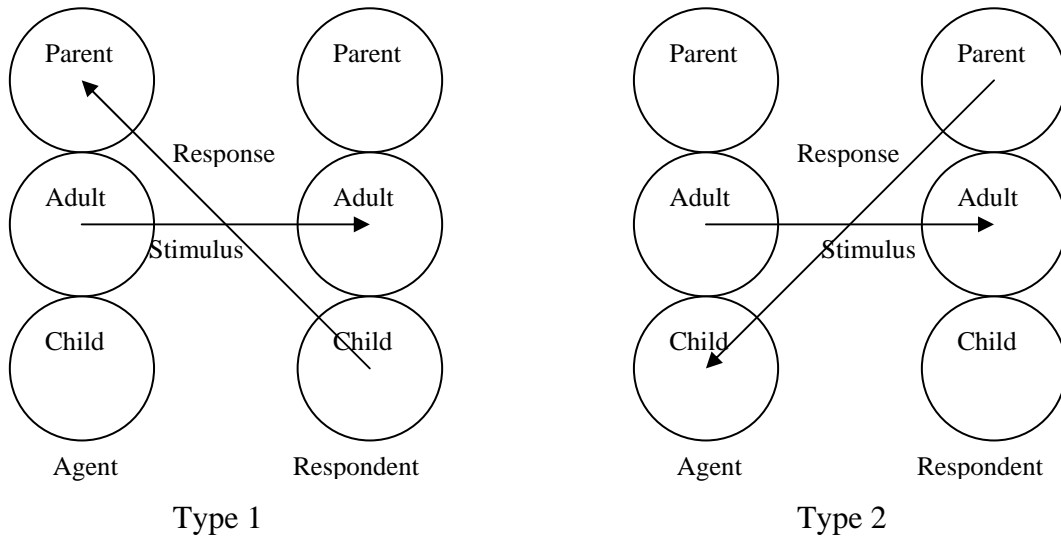 Parent Parent Parent Parent
Response Response
Adult Adult Adult Adult
Stimulus Stimulus
Child Child Child Child
Agent Respondent Agent Respondent
Type 1 Type 2